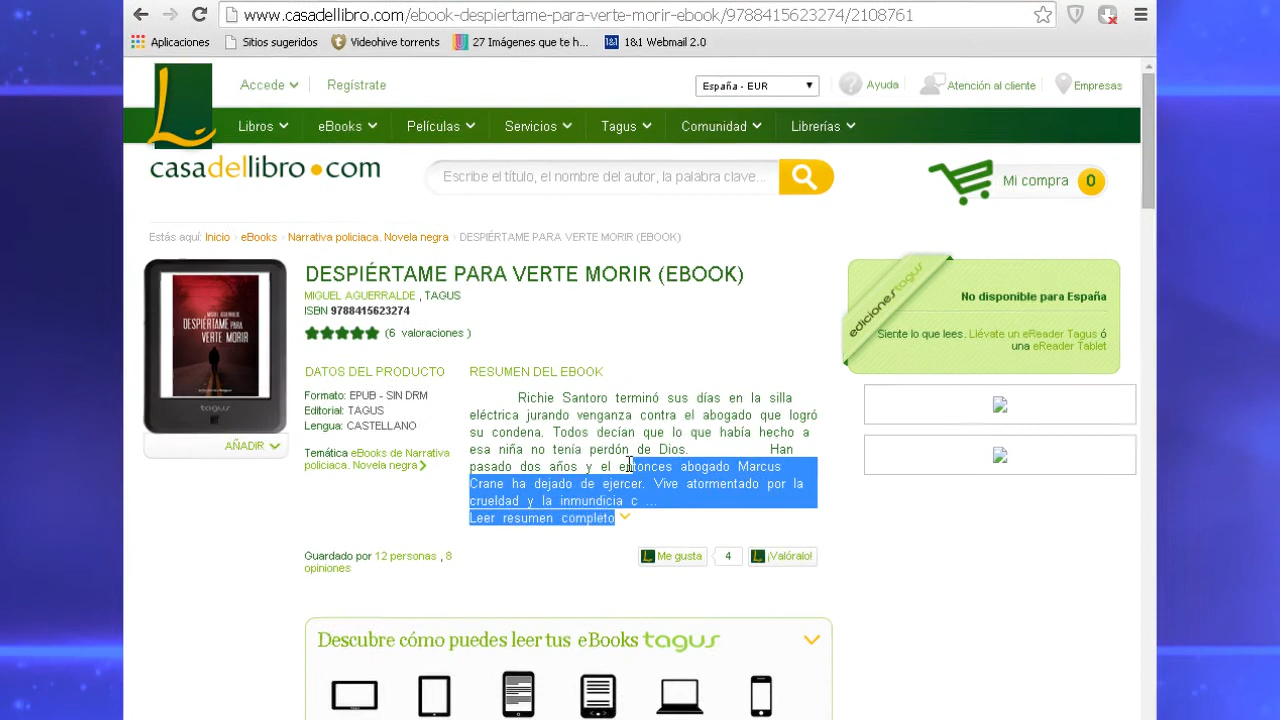 www.casadellibro.com/ebook-despiertame-para-verte-morir-ebook/9788415623274/2183761
Aplicaciones Sitios sugeridos Videohive torrents 27 Imágenes que te h... 1&1 Webmail 2.0
Accede Regístrate España - EUR Ayuda Atención al cliente Empresas
L
Libros eBooks Películas Servicios Tagus Comunidad Librerías
casadellibro.com Escribe el título, el nombre del autor, la palabra clave... Mi compra 0
Estás aquí: Inicio › eBooks › Narrativa policiaca. Novela negra › DESPIÉRTAME PARA VERTE MORIR (EBOOK)
DESPIÉRTAME PARA VERTE MORIR (EBOOK)
MIGUEL AGUERRALDE , TAGUS
ISBN 9788415623274
(6 valoraciones )
MIGUEL AGUERRALDE
DESPIÉRTAME PARA
VERTE MORIR
tagus
AÑADIR
DATOS DEL PRODUCTO
Formato: EPUB - SIN DRM
Editorial: TAGUS
Lengua: CASTELLANO
Temática eBooks de Narrativa
policiaca. Novela negra
RESUMEN DEL EBOOK
Richie Santoro terminó sus días en la silla
eléctrica jurando venganza contra el abogado que logró
su condena. Todos decían que lo que había hecho a
esa niña no tenía perdón de Dios. Han
pasado dos años y el entonces abogado Marcus
Crane ha dejado de ejercer. Vive atormentado por la
crueldad y la inmundicia c ...
Leer resumen completo
edicionestagus
No disponible para España
Siente lo que lees. Llévate un eReader Tagus ó
una eReader Tablet
Guardado por 12 personas , 8
opiniones
Me gusta 4 ¡Valóralo!
Descubre cómo puedes leer tus eBooks tagus